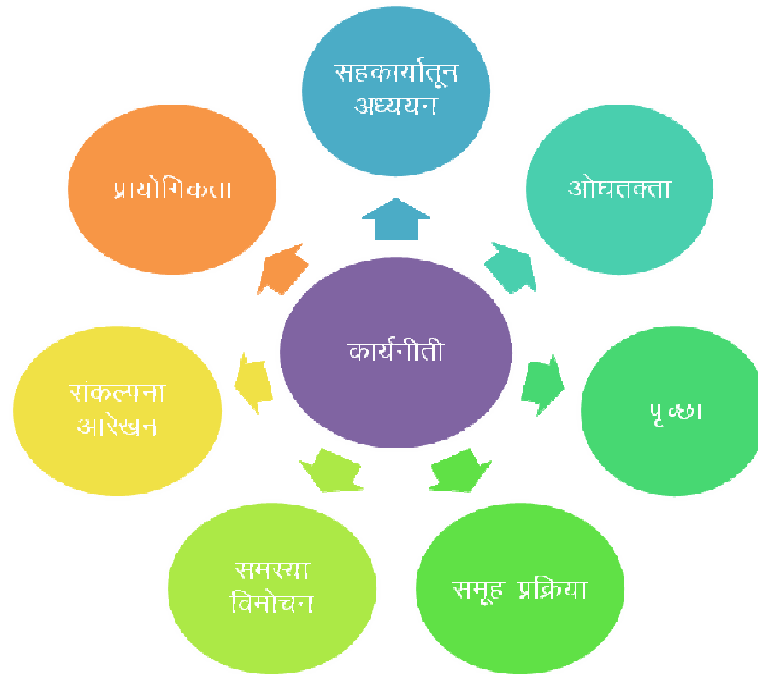 सहकार्यातून
अध्ययन
ओघतक्ता
पृच्छा
समूह प्रक्रिया
समस्या
विमोचन
संकल्पना
आरेखन
प्रायोगिकता
कार्यनीती